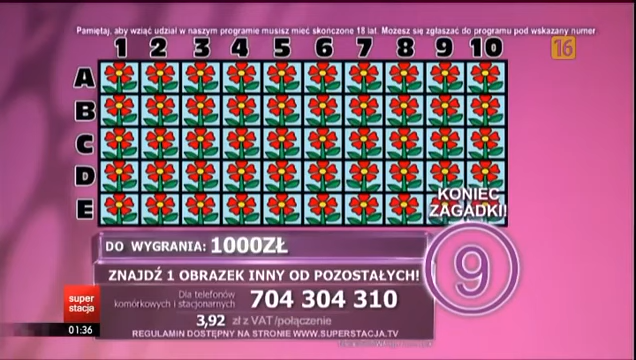 Pamiętaj, aby wziąć udział w naszym programie musisz mieć skończone 18 lat. Możesz się zgłaszać do programu pod wskazany numer
16
1 2 3 4 5 6 7 8 9 10
A
B
C
D
E
KONIEC
ZAGADKI!
DO WYGRANIA: 1000ZŁ
9
ZNAJDŹ 1 OBRAZEK INNY OD POZOSTAŁYCH!
Dla telefonów
komórkowych i stacjonarnych
704 304 310
3,92 zł z VAT/połączenie
REGULAMIN DOSTĘPNY NA STRONIE WWW.SUPERSTACJA.TV
super
stacja
01:36